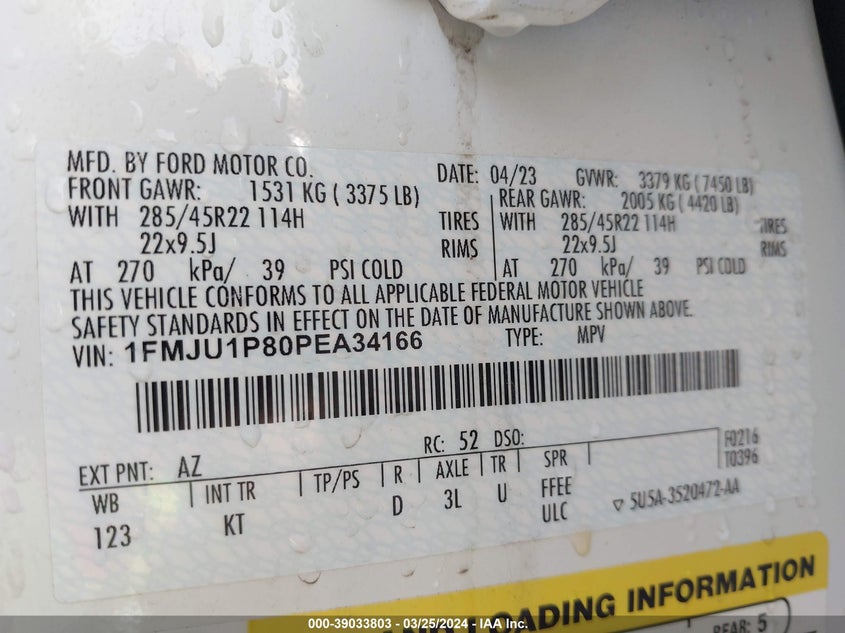 MFD. BY FORD MOTOR CO. DATE: 04/23 GVWR: 3379 KG ( 7450 LB)
FRONT GAWR: 1531 KG ( 3375 LB) REAR GAWR: 2005 KG ( 4420 LB)
WITH 285/45R22 114H TIRES WITH 285/45R22 114H TIRES
22x9.5J RIMS 22x9.5J RIMS
AT 270 kPa/ 39 PSI COLD AT 270 kPa/ 39 PSI COLD
THIS VEHICLE CONFORMS TO ALL APPLICABLE FEDERAL MOTOR VEHICLE
SAFETY STANDARDS IN EFFECT ON THE DATE OF MANUFACTURE SHOWN ABOVE.
VIN: 1FMJU1P80PEA34166 TYPE: MPV
RC: 52 DSO: F0216
EXT PNT: AZ T0396
WB INT TR TP/PS R AXLE TR SPR
123 KT D 3L U FFEE
ULC ▽ 5U5A-3520472-AA
AND LOADING INFORMATION
REAR: 5
000-39033803 - 03/25/2024 - IAA Inc.